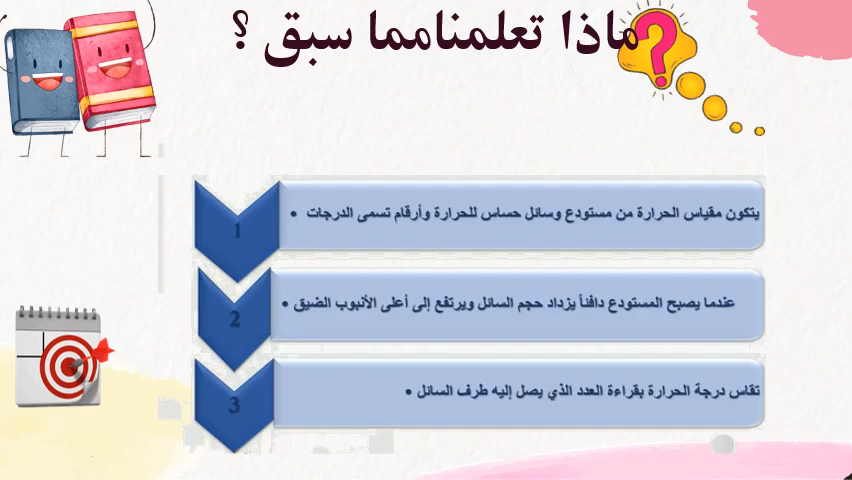 ماذا تعلمنامما سبق ؟
1
يتكون مقياس الحرارة من مستودع وسائل حساس للحرارة وأرقام تسمى الدرجات •
2
عندما يصبح المستودع دافئاً يزداد حجم السائل ويرتفع إلى أعلى الأنبوب الضيق •
3
تقاس درجة الحرارة بقراءة العدد الذي يصل إليه طرف السائل •